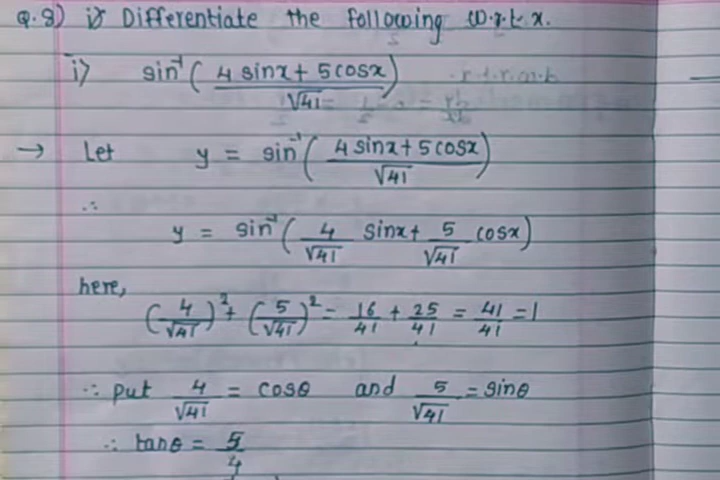 Q.8) i) Differentiate the following w.r.t. x.
i) sin⁻¹ ( (4 sinx + 5 cosx) / √41 )
→ Let y = sin⁻¹ ( (4 sinx + 5 cosx) / √41 )
∴
y = sin⁻¹ ( 4/√41 sinx + 5/√41 cosx )
here,
(4/√41)² + (5/√41)² = 16/41 + 25/41 = 41/41 = 1
∴ put 4/√41 = cosθ and 5/√41 = sinθ
∴ tanθ = 5/4